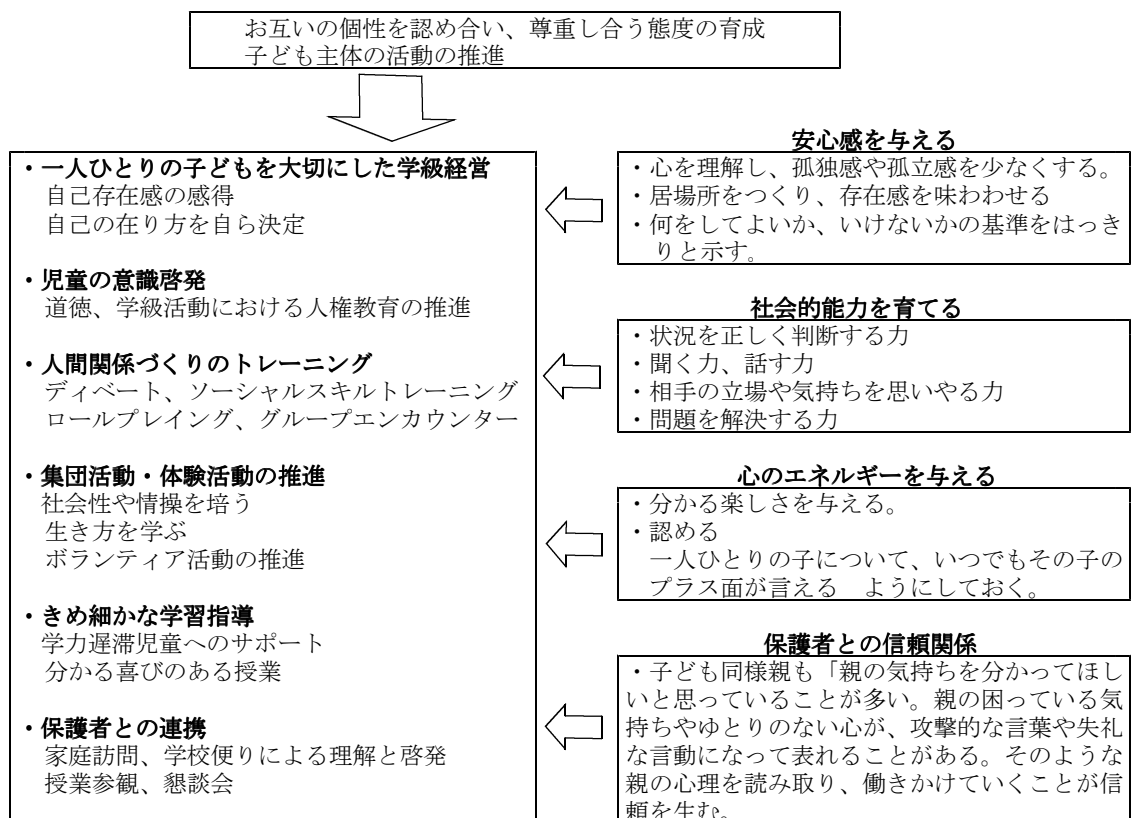 お互いの個性を認め合い、尊重し合う態度の育成
子ども主体の活動の推進
・一人ひとりの子どもを大切にした学級経営
自己存在感の感得
自己の在り方を自ら決定
・児童の意識啓発
道徳、学級活動における人権教育の推進
・人間関係づくりのトレーニング
ディベート、ソーシャルスキルトレーニング
ロールプレイング、グループエンカウンター
・集団活動・体験活動の推進
社会性や情操を培う
生き方を学ぶ
ボランティア活動の推進
・きめ細かな学習指導
学力遅滞児童へのサポート
分かる喜びのある授業
・保護者との連携
家庭訪問、学校便りによる理解と啓発
授業参観、懇談会
安心感を与える
・心を理解し、孤独感や孤立感を少なくする。
・居場所をつくり、存在感を味わわせる
・何をしてよいか、いけないかの基準をはっき
りと示す。
社会的能力を育てる
・状況を正しく判断する力
・聞く力、話す力
・相手の立場や気持ちを思いやる力
・問題を解決する力
心のエネルギーを与える
・分かる楽しさを与える。
・認める
一人ひとりの子について、いつでもその子の
プラス面が言える　ようにしておく。
保護者との信頼関係
・子ども同様親も「親の気持ちを分かってほし
いと思っていることが多い。親の困っている気
持ちやゆとりのない心が、攻撃的な言葉や失礼
な言動になって表れることがある。そのような
親の心理を読み取り、働きかけていくことが信
頼を生む。